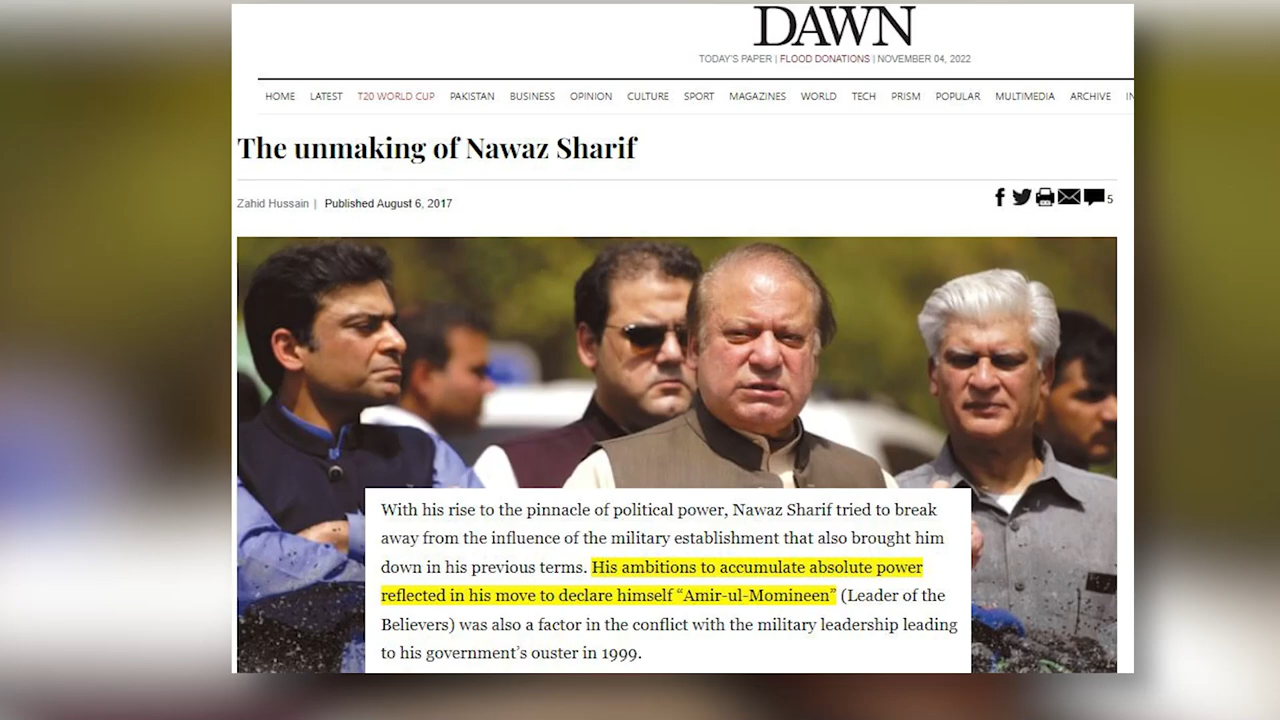 DAWN
TODAY'S PAPER | FLOOD DONATIONS | NOVEMBER 04, 2022
HOME LATEST T20 WORLD CUP PAKISTAN BUSINESS OPINION CULTURE SPORT MAGAZINES WORLD TECH PRISM POPULAR MULTIMEDIA ARCHIVE IN
The unmaking of Nawaz Sharif
Zahid Hussain | Published August 6, 2017
5
With his rise to the pinnacle of political power, Nawaz Sharif tried to break
away from the influence of the military establishment that also brought him
down in his previous terms. His ambitions to accumulate absolute power
reflected in his move to declare himself “Amir-ul-Momineen” (Leader of the
Believers) was also a factor in the conflict with the military leadership leading
to his government’s ouster in 1999.